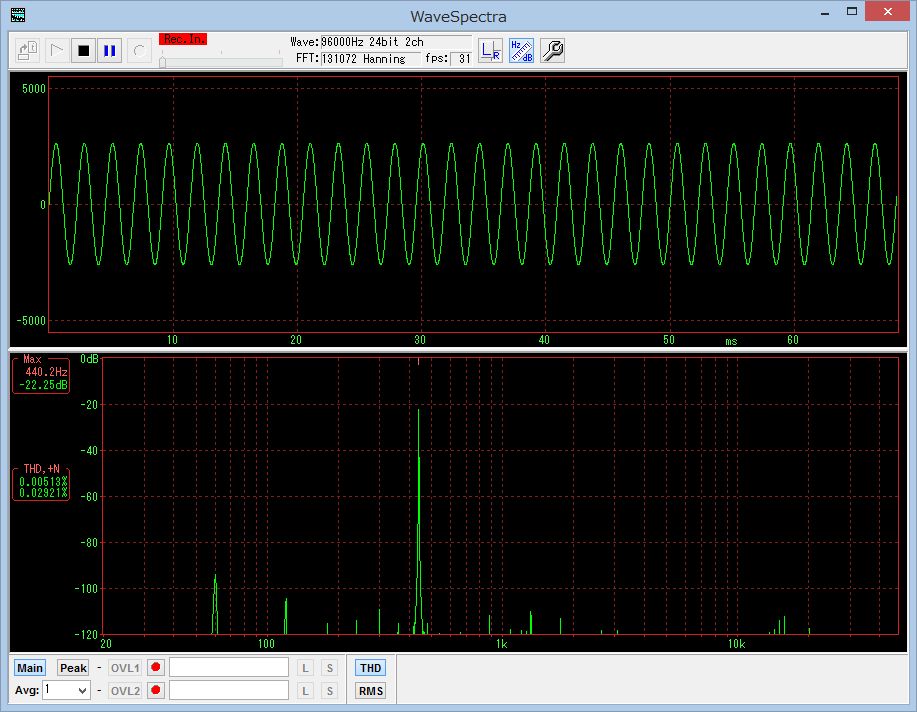 WaveSpectra
Rec.In.
Wave:96000Hz 24bit 2ch
FFT:131072 Hanning fps: 31
L R
Hz dB
5000
0
-5000
10 20 30 40 50 ms 60
Max
440.2Hz
-22.25dB
THD,+N
0.00513%
0.02921%
0dB
-20
-40
-60
-80
-100
-120
20 100 1k 10k
Main Peak - OVL1 L S THD
Avg: 1 - OVL2 L S RMS